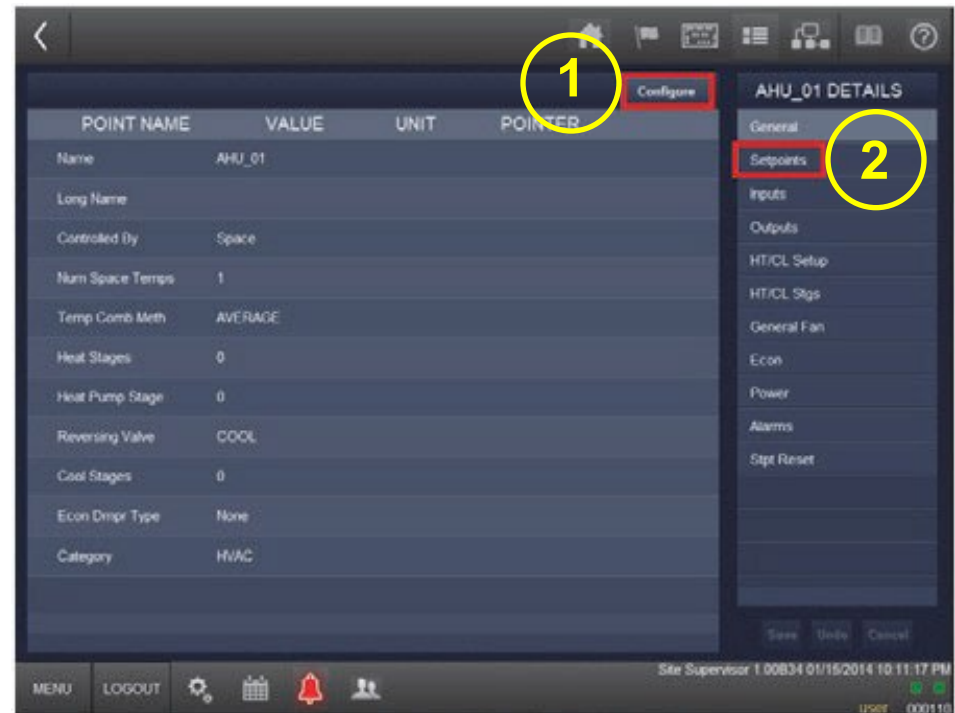 1
Configure
AHU_01 DETAILS
POINT NAME VALUE UNIT POINTER
General
Name AHU_01
Setpoints
2
Long Name
Inputs
Controlled By Space
Outputs
Num Space Temps 1
HT/CL Setup
HT/CL Stgs
Temp Comb Meth AVERAGE
General Fan
Heat Stages 0
Econ
Heat Pump Stage 0
Power
Reversing Valve COOL
Alarms
Cool Stages 0
Stpt Reset
Econ Dmpr Type None
Category HVAC
Save Undo Cancel
Site Supervisor 1.00B34 01/15/2014 10:11:17 PM
MENU LOGOUT
user 000110